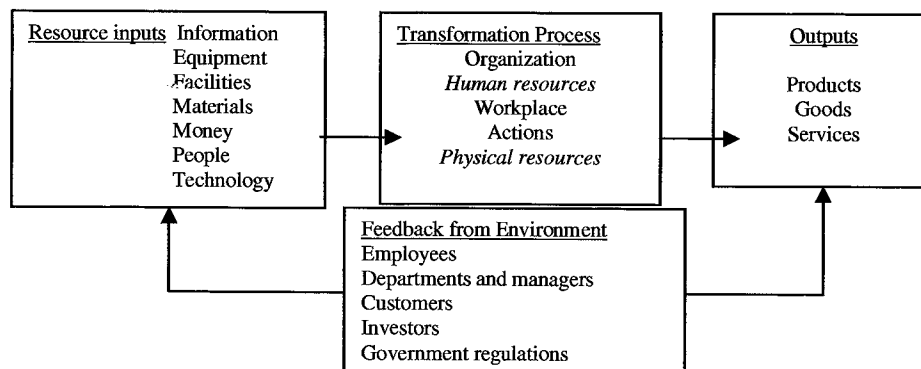 Resource inputs Information
Equipment
Facilities
Materials
Money
People
Technology
Transformation Process
Organization
Human resources
Workplace
Actions
Physical resources
Outputs
Products
Goods
Services
Feedback from Environment
Employees
Departments and managers
Customers
Investors
Government regulations